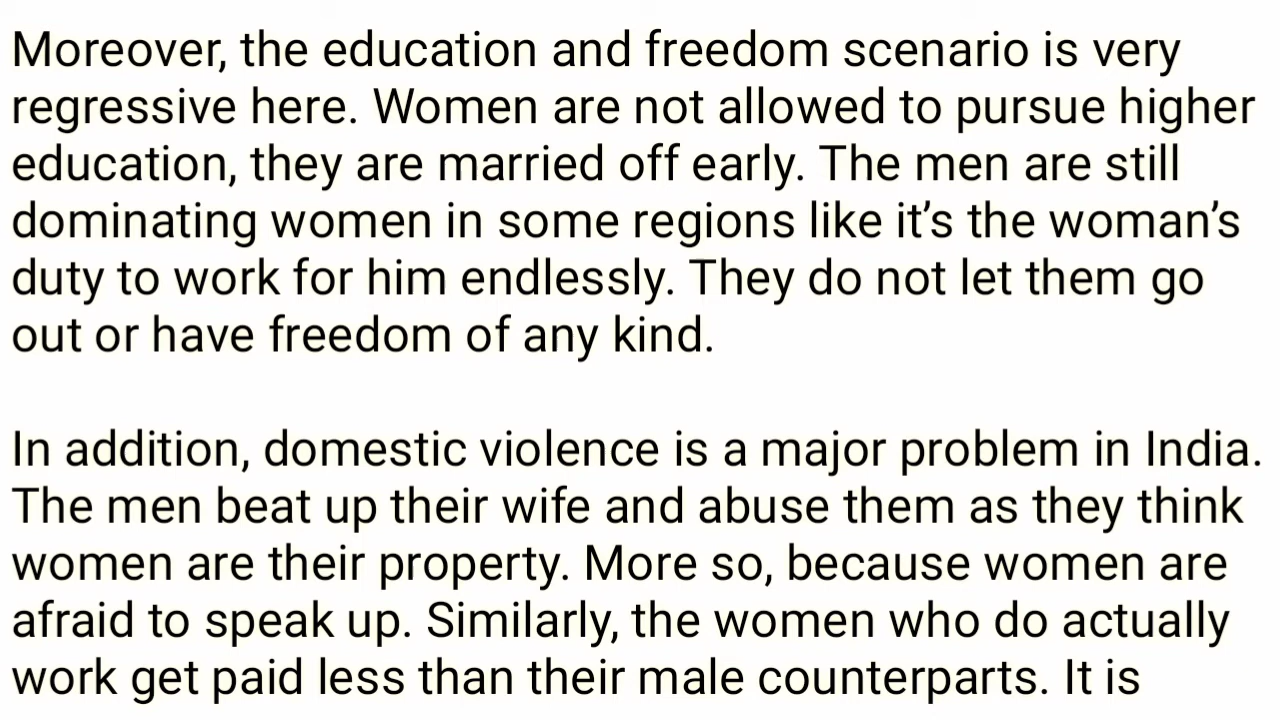 Moreover, the education and freedom scenario is very
regressive here. Women are not allowed to pursue higher
education, they are married off early. The men are still
dominating women in some regions like it’s the woman’s
duty to work for him endlessly. They do not let them go
out or have freedom of any kind.
In addition, domestic violence is a major problem in India.
The men beat up their wife and abuse them as they think
women are their property. More so, because women are
afraid to speak up. Similarly, the women who do actually
work get paid less than their male counterparts. It is